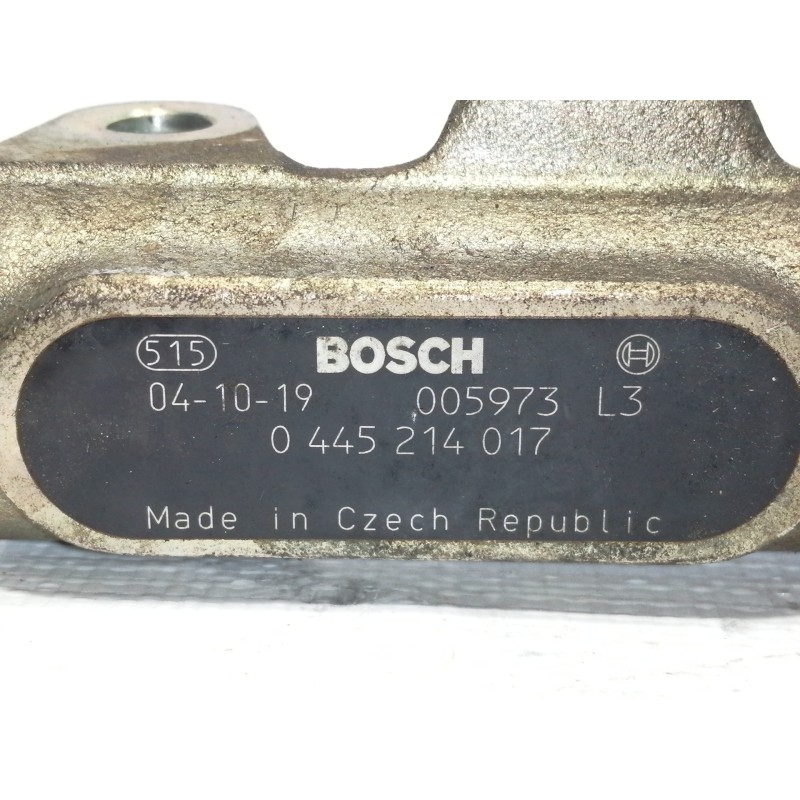 515 BOSCH
04-10-19 005973 L3
0 445 214 017
Made in Czech Republic